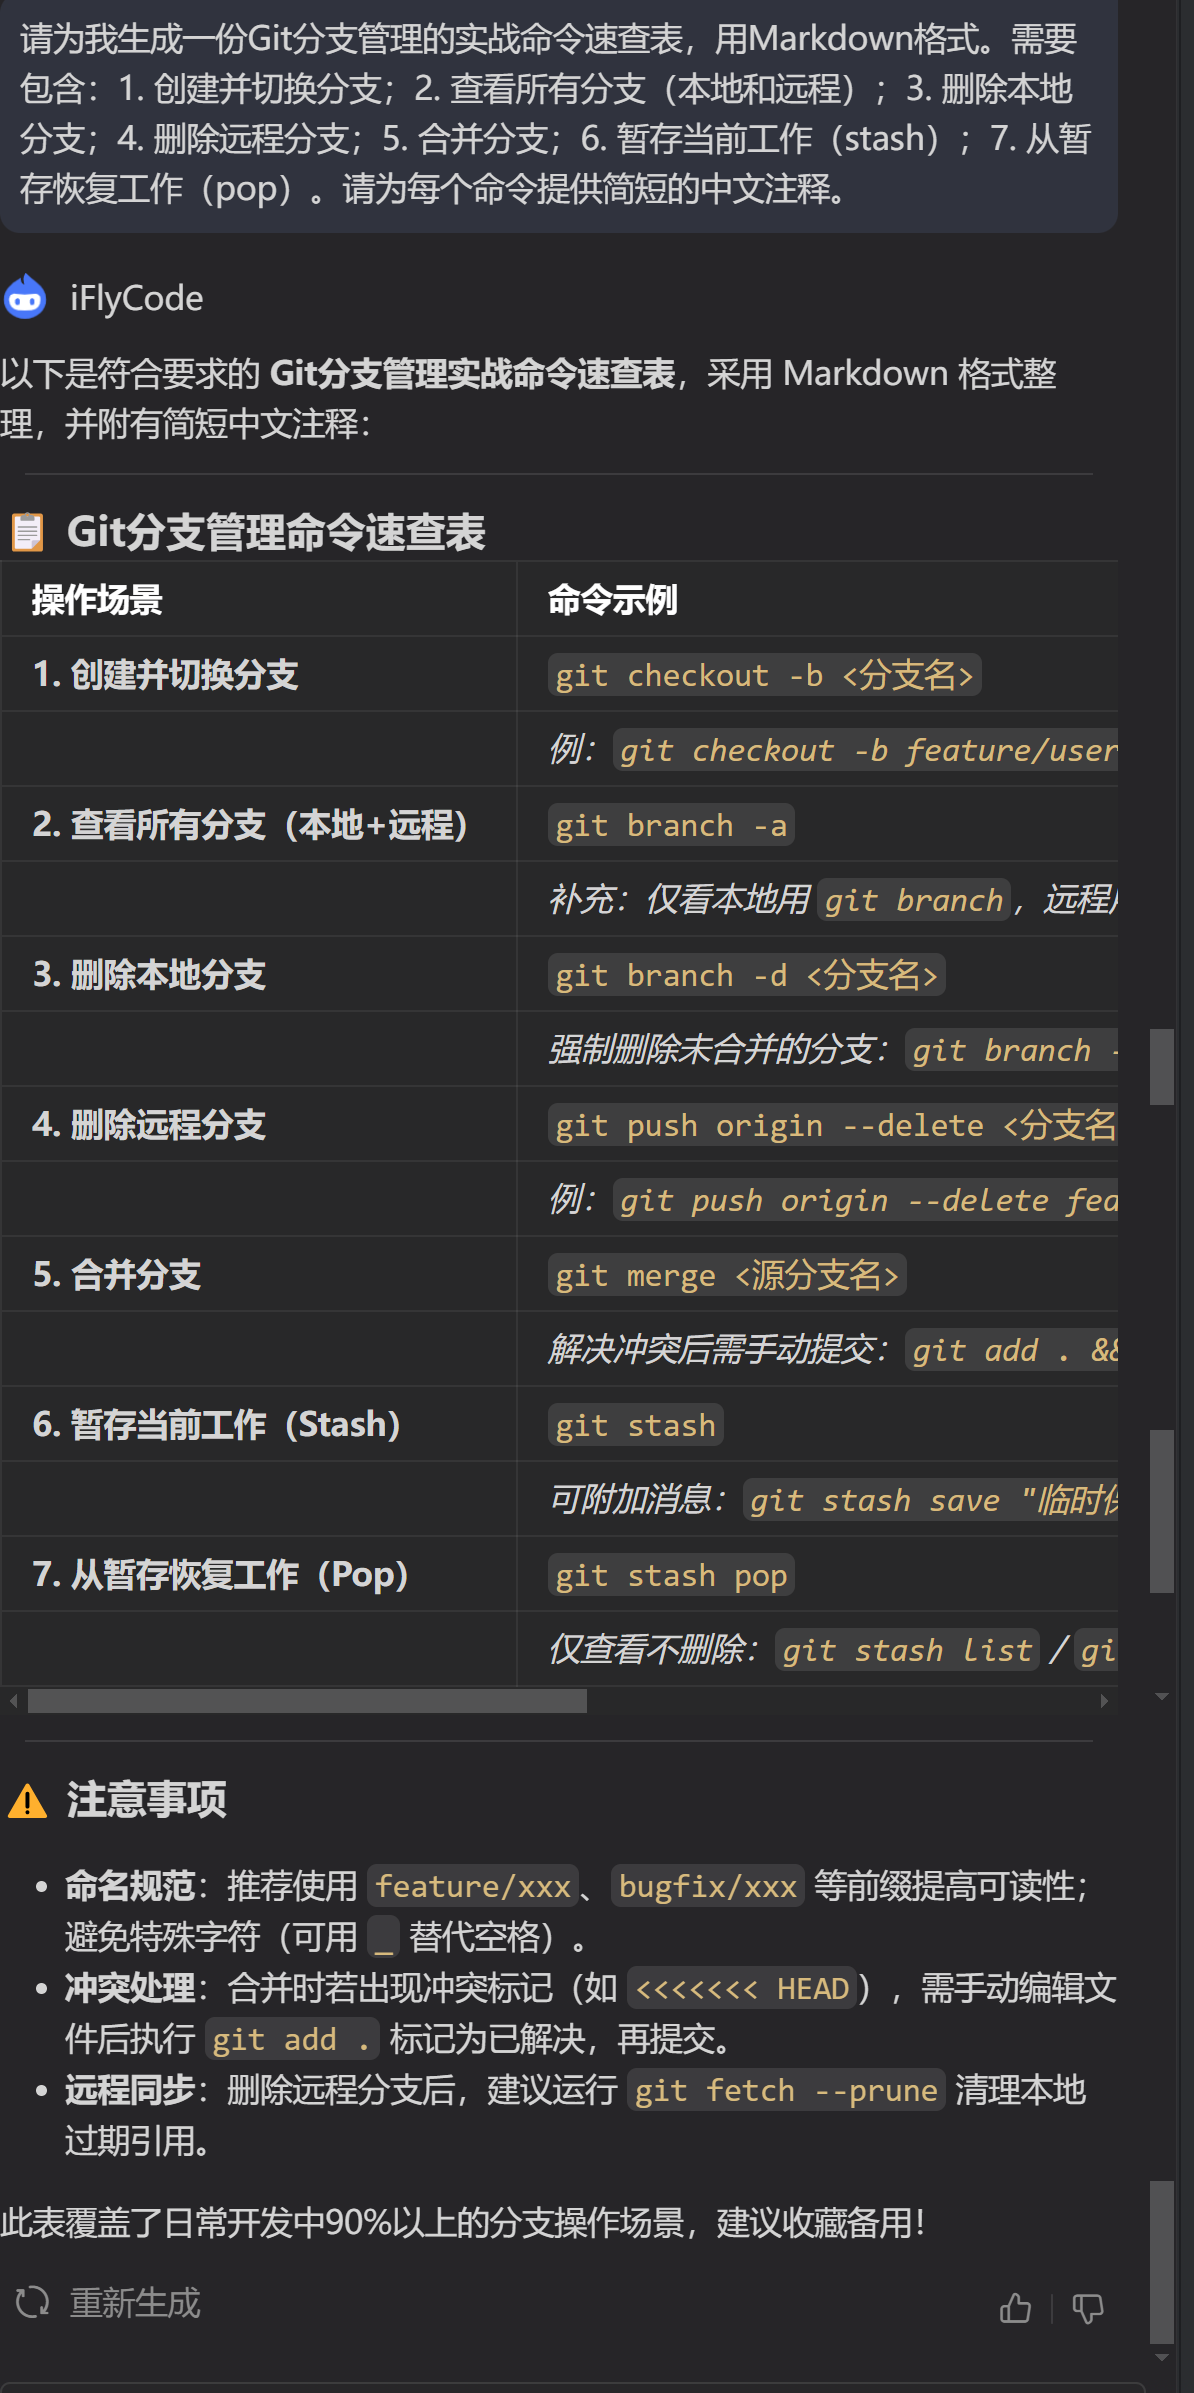 请为我生成一份Git分支管理的实战命令速查表，用Markdown格式。需要
包含：1. 创建并切换分支；2. 查看所有分支（本地和远程）；3. 删除本地
分支；4. 删除远程分支；5. 合并分支；6. 暂存当前工作（stash）；7. 从暂
存恢复工作（pop）。请为每个命令提供简短的中文注释。
iFlyCode
以下是符合要求的 Git分支管理实战命令速查表，采用 Markdown 格式整
理，并附有简短中文注释：
Git分支管理命令速查表
操作场景 命令示例
1. 创建并切换分支 git checkout -b <分支名>
例： git checkout -b feature/user
2. 查看所有分支（本地+远程） git branch -a
补充：仅看本地用 git branch，远程
3. 删除本地分支 git branch -d <分支名>
强制删除未合并的分支： git branch -
4. 删除远程分支 git push origin --delete <分支名
例： git push origin --delete fea
5. 合并分支 git merge <源分支名>
解决冲突后需手动提交： git add . &&
6. 暂存当前工作（Stash） git stash
可附加消息： git stash save "临时保
7. 从暂存恢复工作（Pop） git stash pop
仅查看不删除： git stash list / gi
注意事项
• 命名规范：推荐使用 feature/xxx、bugfix/xxx 等前缀提高可读性；
避免特殊字符（可用 _ 替代空格）。
• 冲突处理：合并时若出现冲突标记（如 <<<<<<< HEAD），需手动编辑文
件后执行 git add . 标记为已解决，再提交。
• 远程同步：删除远程分支后，建议运行 git fetch --prune 清理本地
过期引用。
此表覆盖了日常开发中90%以上的分支操作场景，建议收藏备用！
重新生成